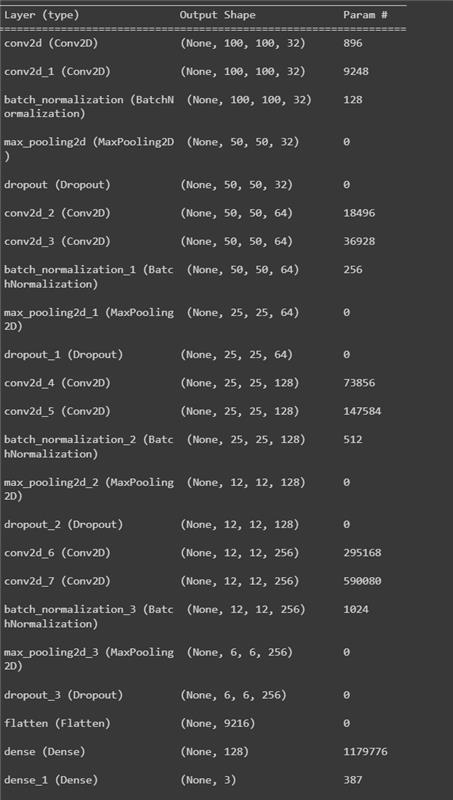 Layer (type) Output Shape Param #
=================================================================
conv2d (Conv2D) (None, 100, 100, 32) 896
conv2d_1 (Conv2D) (None, 100, 100, 32) 9248
batch_normalization (BatchN (None, 100, 100, 32) 128
ormalization)
max_pooling2d (MaxPooling2D (None, 50, 50, 32) 0
)
dropout (Dropout) (None, 50, 50, 32) 0
conv2d_2 (Conv2D) (None, 50, 50, 64) 18496
conv2d_3 (Conv2D) (None, 50, 50, 64) 36928
batch_normalization_1 (Batc (None, 50, 50, 64) 256
hNormalization)
max_pooling2d_1 (MaxPooling (None, 25, 25, 64) 0
2D)
dropout_1 (Dropout) (None, 25, 25, 64) 0
conv2d_4 (Conv2D) (None, 25, 25, 128) 73856
conv2d_5 (Conv2D) (None, 25, 25, 128) 147584
batch_normalization_2 (Batc (None, 25, 25, 128) 512
hNormalization)
max_pooling2d_2 (MaxPooling (None, 12, 12, 128) 0
2D)
dropout_2 (Dropout) (None, 12, 12, 128) 0
conv2d_6 (Conv2D) (None, 12, 12, 256) 295168
conv2d_7 (Conv2D) (None, 12, 12, 256) 590080
batch_normalization_3 (Batc (None, 12, 12, 256) 1024
hNormalization)
max_pooling2d_3 (MaxPooling (None, 6, 6, 256) 0
2D)
dropout_3 (Dropout) (None, 6, 6, 256) 0
flatten (Flatten) (None, 9216) 0
dense (Dense) (None, 128) 1179776
dense_1 (Dense) (None, 3) 387